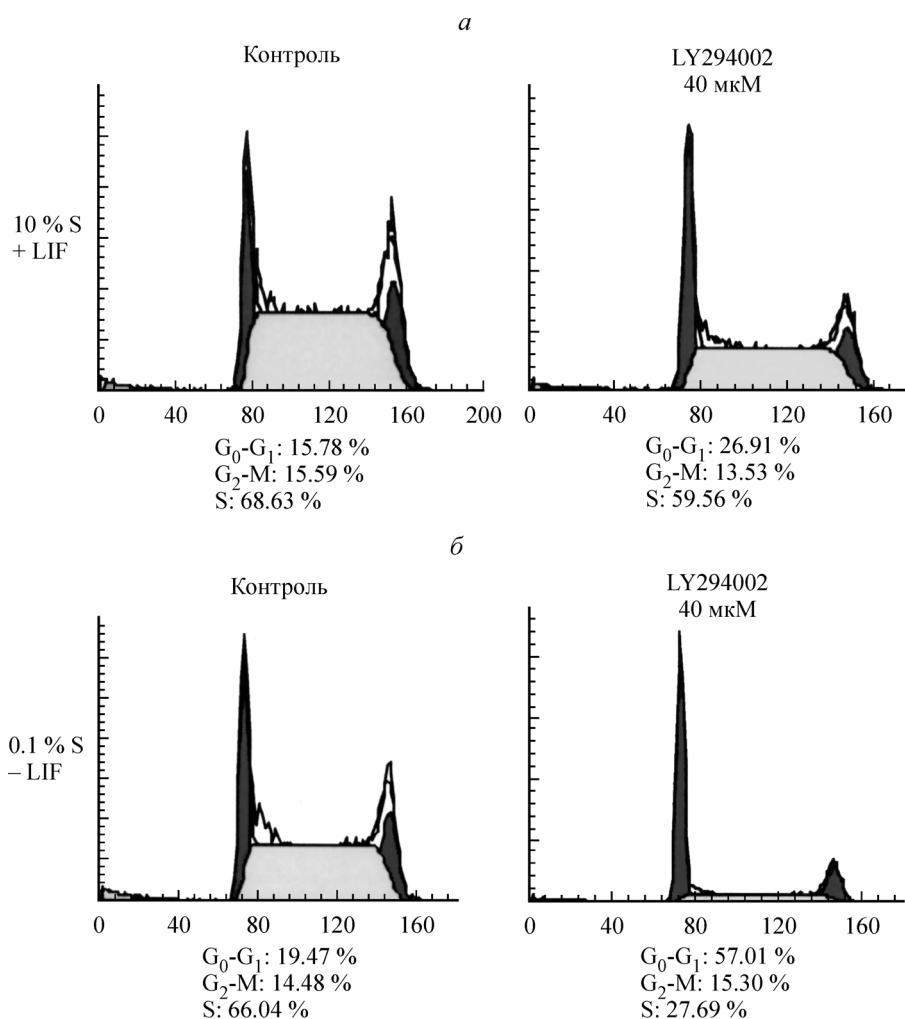 а
Контроль
LY294002
40 мкМ
10 % S
+ LIF
0 40 80 120 160 200
0 40 80 120 160
G0-G1: 15.78 %
G2-M: 15.59 %
S: 68.63 %
G0-G1: 26.91 %
G2-M: 13.53 %
S: 59.56 %
б
Контроль
LY294002
40 мкМ
0.1 % S
– LIF
0 40 80 120 160
0 40 80 120 160
G0-G1: 19.47 %
G2-M: 14.48 %
S: 66.04 %
G0-G1: 57.01 %
G2-M: 15.30 %
S: 27.69 %